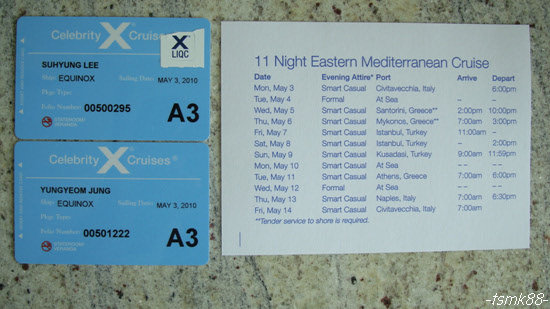 Celebrity X Cruises®
X
LIQC
SUHYUNG LEE
Ship: EQUINOX Sailing Date: MAY 3, 2010
Pkge Type:
Folio Number: 00500295
A3
STATEROOM
VERANDA
Celebrity X Cruises®
YUNGYEOM JUNG
Ship: EQUINOX Sailing Date: MAY 3, 2010
Pkgs Type:
Folio Number: 00501222
A3
STATEROOM
VERANDA
11 Night Eastern Mediterranean Cruise
Date Evening Attire* Port Arrive Depart
Mon, May 3 Smart Casual Civitavecchia, Italy 6:00pm
Tue, May 4 Formal At Sea – – – –
Wed, May 5 Smart Casual Santorini, Greece** 2:00pm 10:00pm
Thu, May 6 Smart Casual Mykonos, Greece** 7:00am 3:00pm
Fri, May 7 Smart Casual Istanbul, Turkey 11:00am – –
Sat, May 8 Smart Casual Istanbul, Turkey – – 2:00pm
Sun, May 9 Smart Casual Kusadasi, Turkey 9:00am 11:59pm
Mon, May 10 Smart Casual At Sea – – – –
Tue, May 11 Smart Casual Athens, Greece 7:00am 6:00pm
Wed, May 12 Formal At Sea – – – –
Thu, May 13 Smart Casual Naples, Italy 7:00am 6:30pm
Fri, May 14 Smart Casual Civitavecchia, Italy 7:00am
**Tender service to shore is required.
-tsmk88-